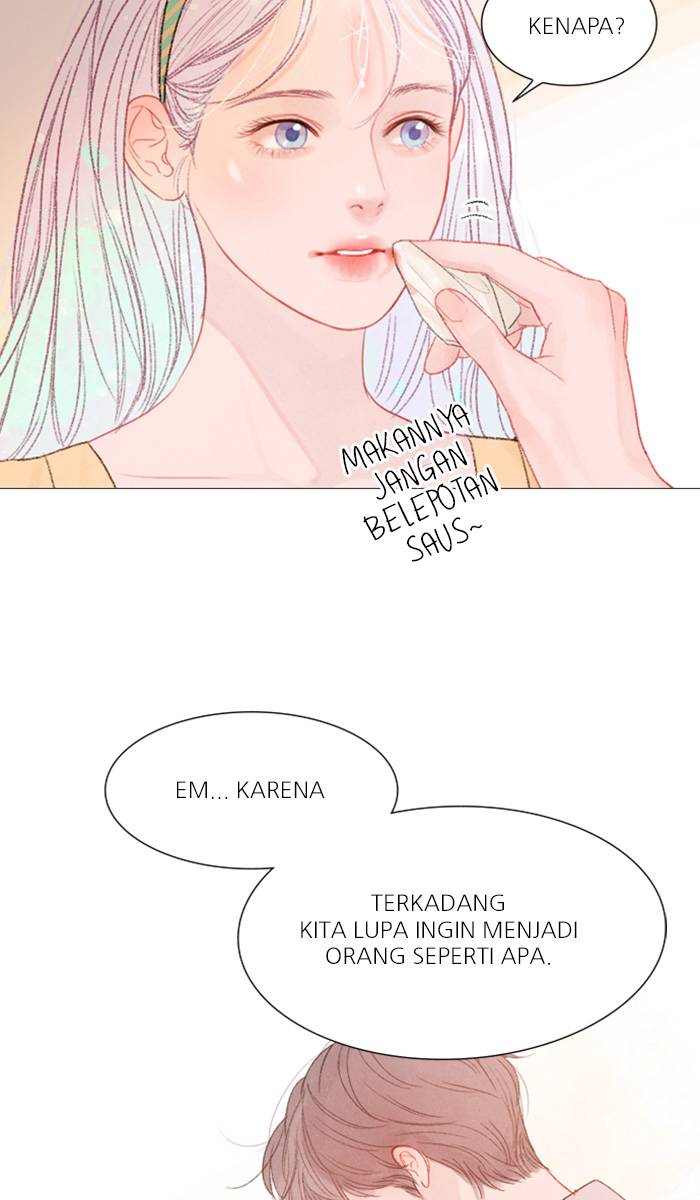 KENAPA?
MAKANNYA
JANGAN
BELEPOTAN
SAUS~
EM... KARENA
TERKADANG
KITA LUPA INGIN MENJADI
ORANG SEPERTI APA.